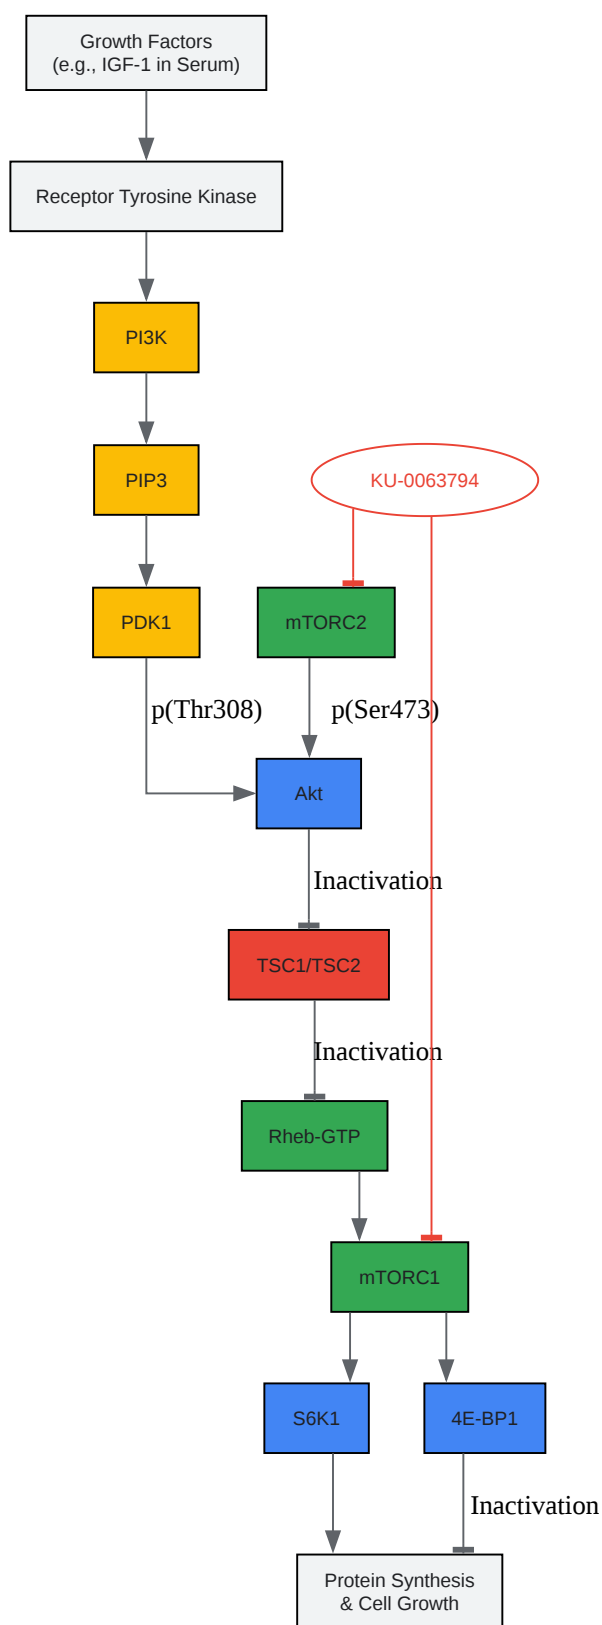 Growth Factors
(e.g., IGF-1 in Serum)
Receptor Tyrosine Kinase
PI3K
PIP3
KU-0063794
PDK1
mTORC2
p(Thr308)
p(Ser473)
Akt
Inactivation
TSC1/TSC2
Inactivation
Rheb-GTP
mTORC1
S6K1
4E-BP1
Inactivation
Protein Synthesis
& Cell Growth